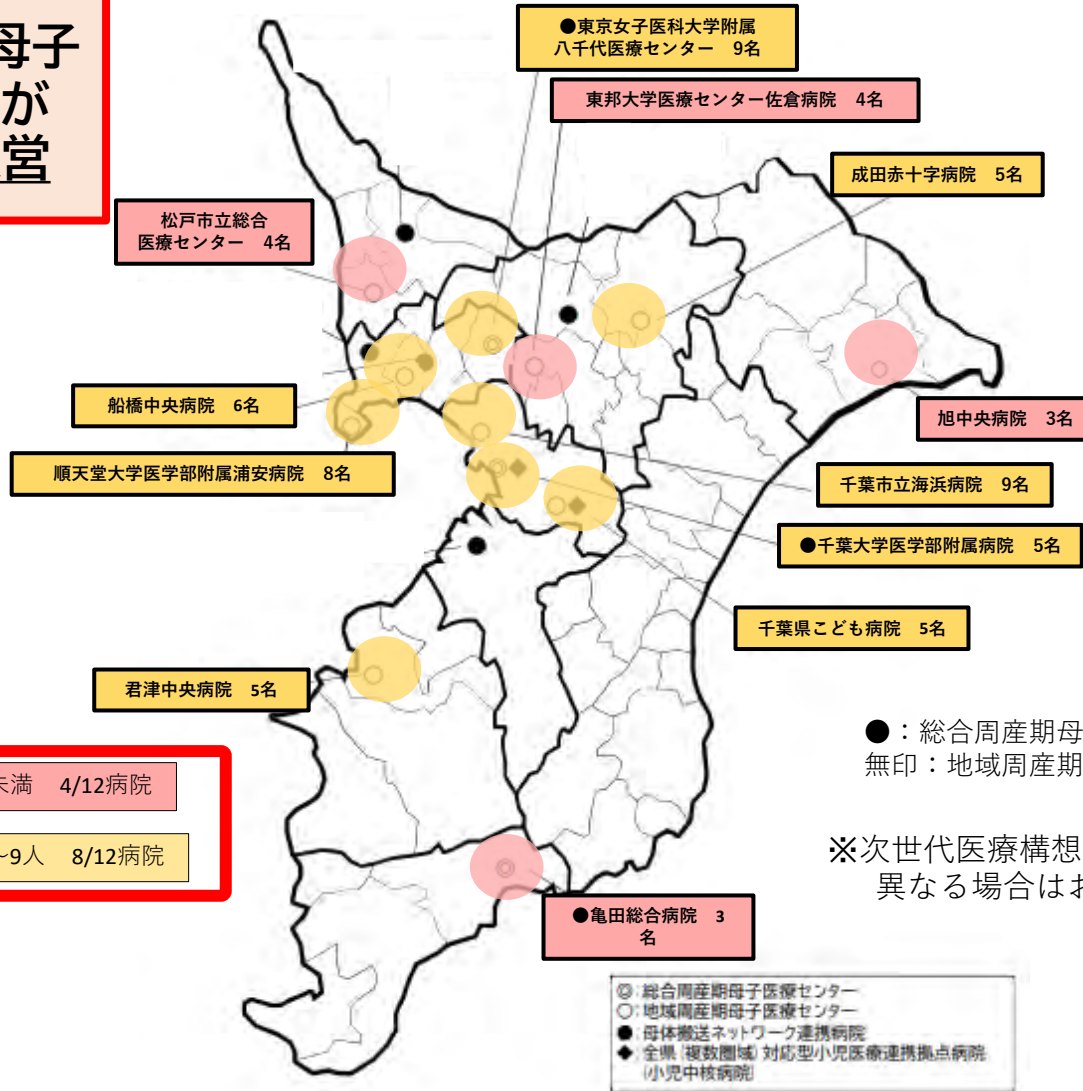 母子
が
営
●東京女子医科大学附属
八千代医療センター　9名
東邦大学医療センター佐倉病院　4名
成田赤十字病院　5名
松戸市立総合
医療センター　4名
船橋中央病院　6名
旭中央病院　3名
順天堂大学医学部附属浦安病院　8名
千葉市立海浜病院　9名
●千葉大学医学部附属病院　5名
千葉県こども病院　5名
君津中央病院　5名
●：総合周産期母
無印：地域周産期
未満　4/12病院
~9人　8/12病院
※次世代医療構想
異なる場合はお
●亀田総合病院　3
名
◎：総合周産期母子医療センター
○：地域周産期母子医療センター
●：母体搬送ネットワーク連携病院
◆：全県（複数圏域）対応型小児医療連携拠点病院
（小児中核病院）